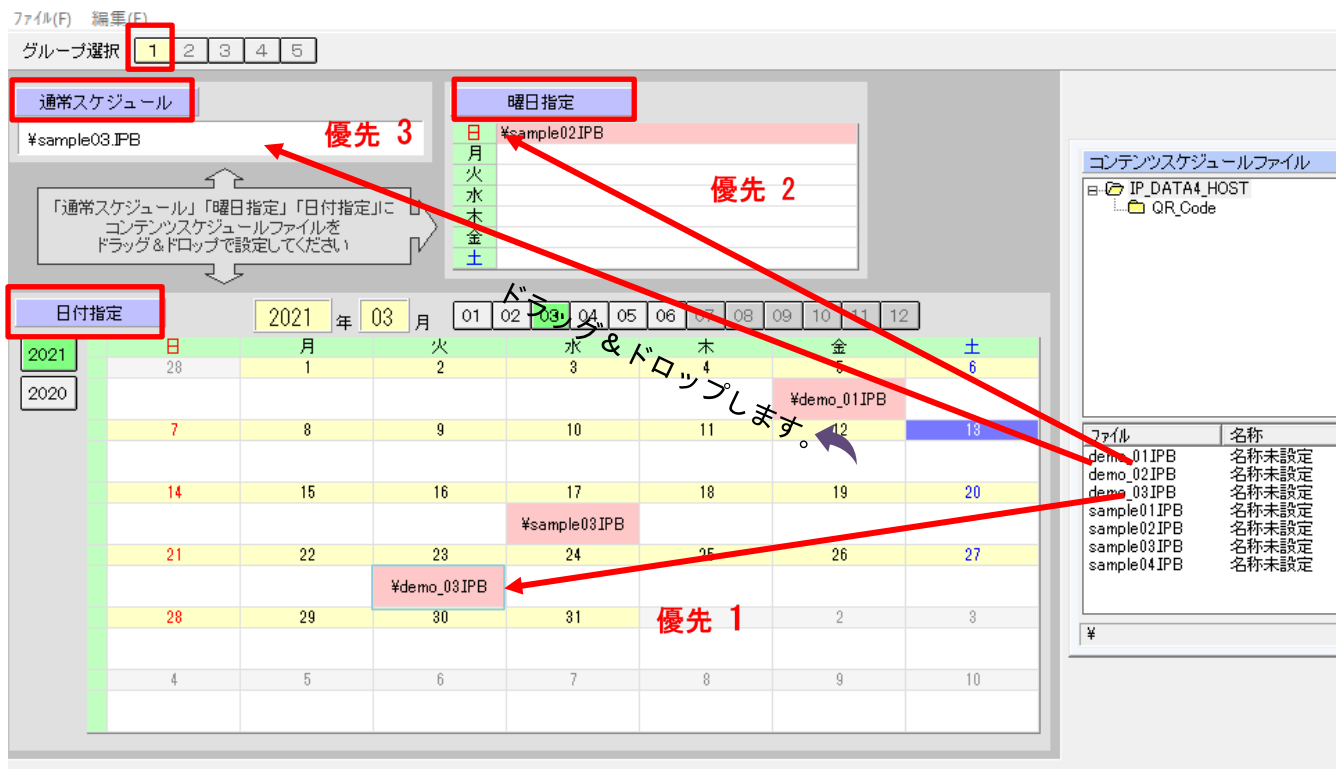 ファイル(F) 編集(E)
グループ選択 1 2 3 4 5
通常スケジュール
¥sample03.IPB
優先 3
「通常スケジュール」「曜日指定」「日付指定」に
コンテンツスケジュールファイルを
ドラッグ&ドロップで設定してください
曜日指定
日 ¥sample02.IPB
月
火
水
木
金
土
優先 2
日付指定
2021 年 03 月 01 02 03 04 05 06 07 08 09 10 11 12
2021
2020
日 月 火 水 木 金 土
28 1 2 3 4 5 6
¥demo_01.IPB
7 8 9 10 11 12 13
14 15 16 17 18 19 20
¥sample03.IPB
21 22 23 24 25 26 27
¥demo_03.IPB
28 29 30 31 2 3
4 5 6 7 8 9 10
優先 1
ドラッグ&ドロップします。
コンテンツスケジュールファイル
IP_DATA4_HOST
QR_Code
ファイル 名称
demo_01.IPB 名称未設定
demo_02.IPB 名称未設定
demo_03.IPB 名称未設定
sample01.IPB 名称未設定
sample02.IPB 名称未設定
sample03.IPB 名称未設定
sample04.IPB 名称未設定
¥